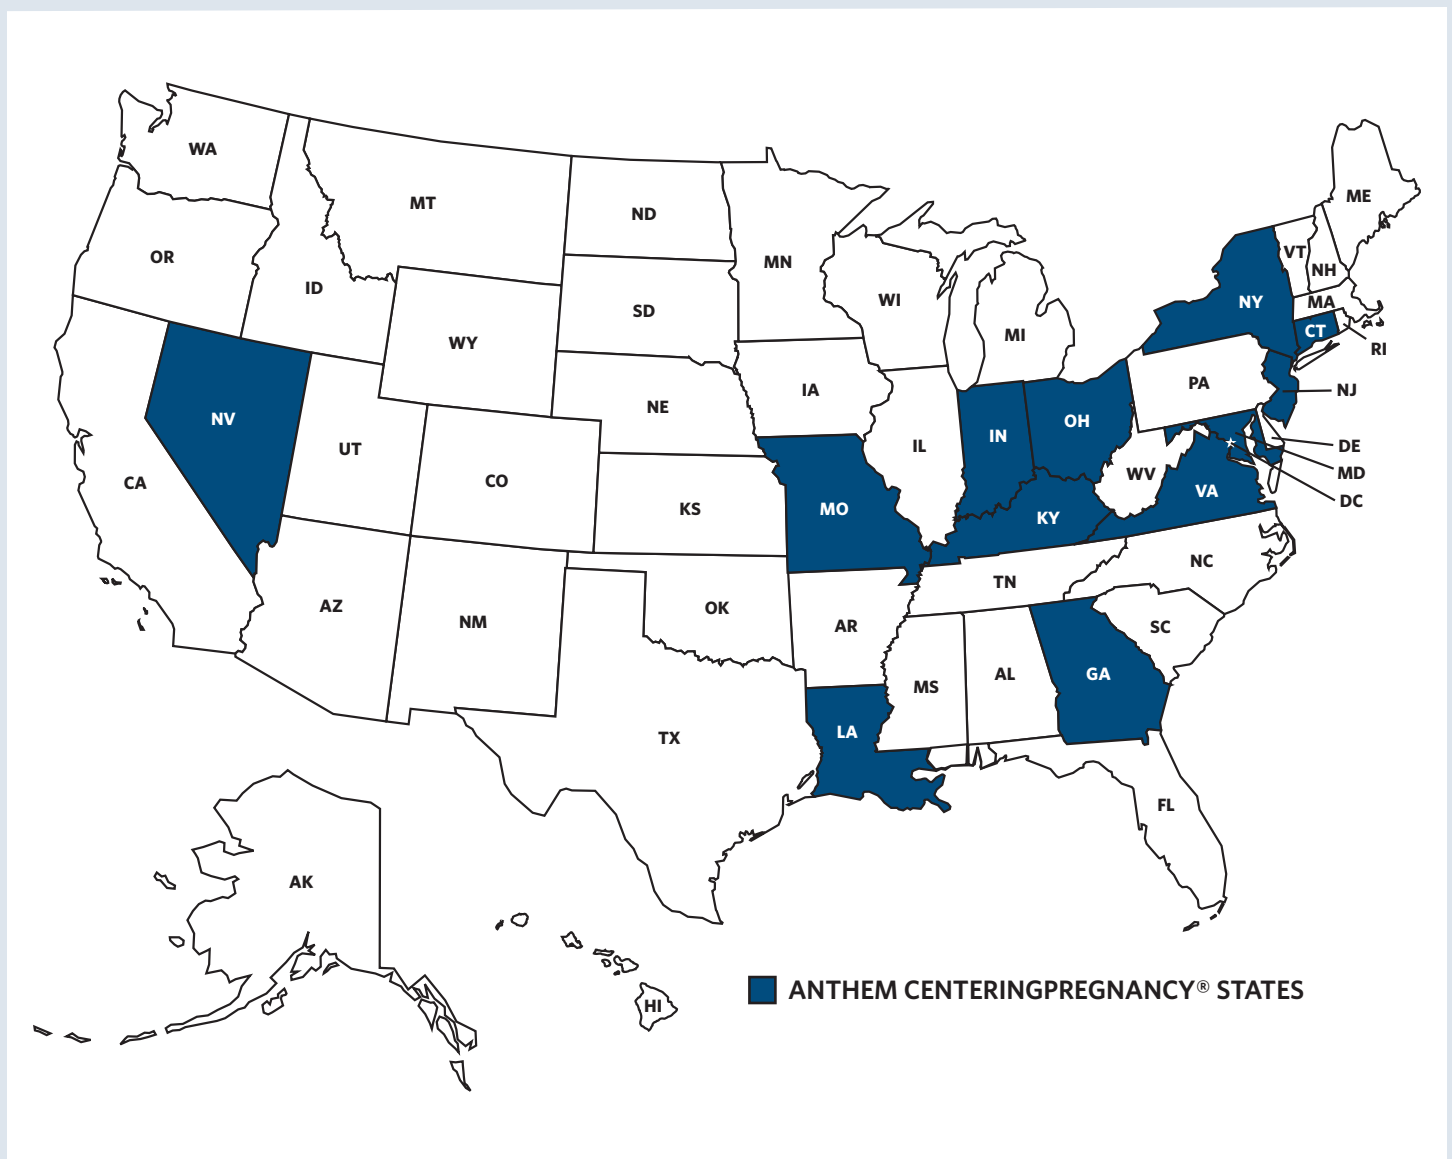 WA
MT
ND
MN
ME
VT
NH
OR
ID
SD
WI
MI
NY
MA
CT
RI
WY
IA
PA
NJ
NV
NE
IL
IN
OH
DE
UT
CO
CA
KS
MO
KY
WV
VA
MD
DC
AZ
NM
OK
AR
TN
NC
SC
MS
AL
GA
TX
LA
FL
AK
HI
ANTHEM CENTERINGPREGNANCY® STATES